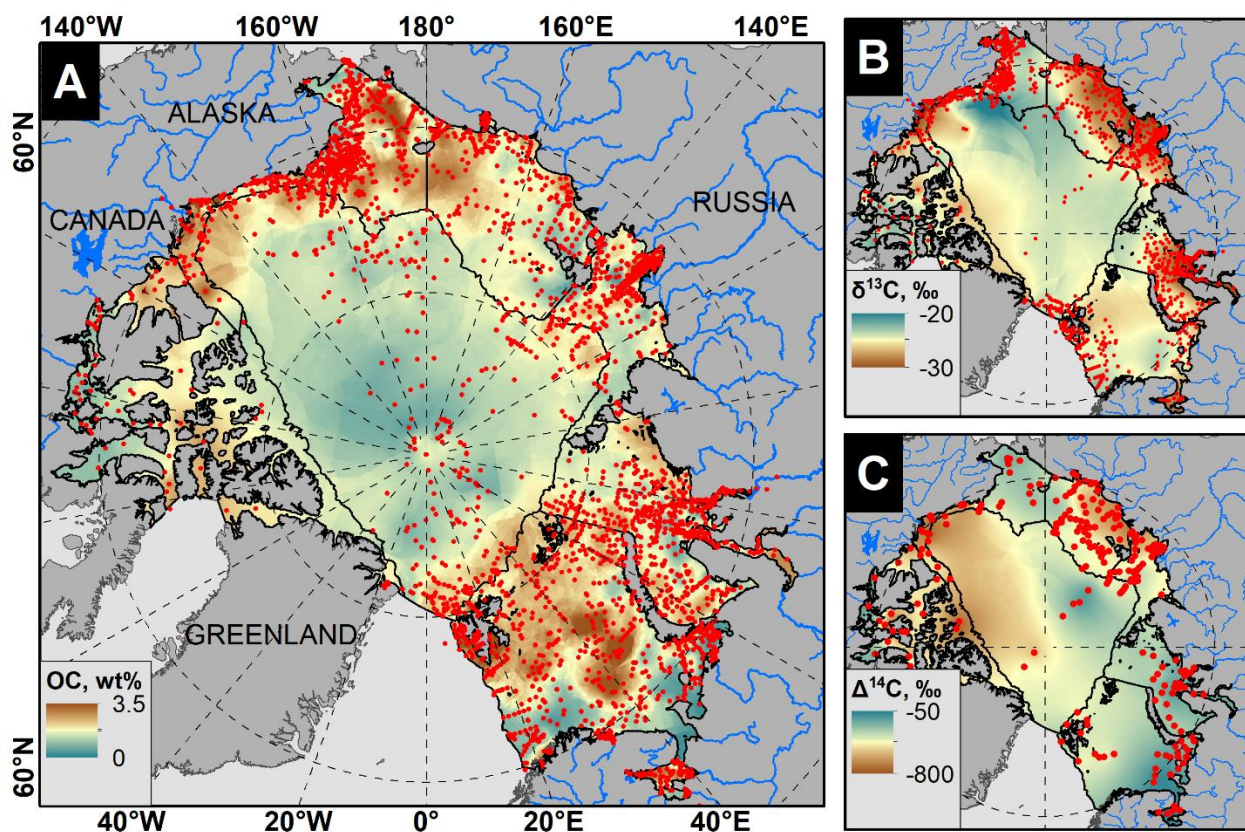 140°W 160°W 180° 160°E 140°E
A
ALASKA
60°N
CANADA
RUSSIA
GREENLAND
OC, wt%
3.5
0
60°N
40°W 20°W 0° 20°E 40°E
B
δ¹³C, ‰
-20
-30
C
Δ¹⁴C, ‰
-50
-800